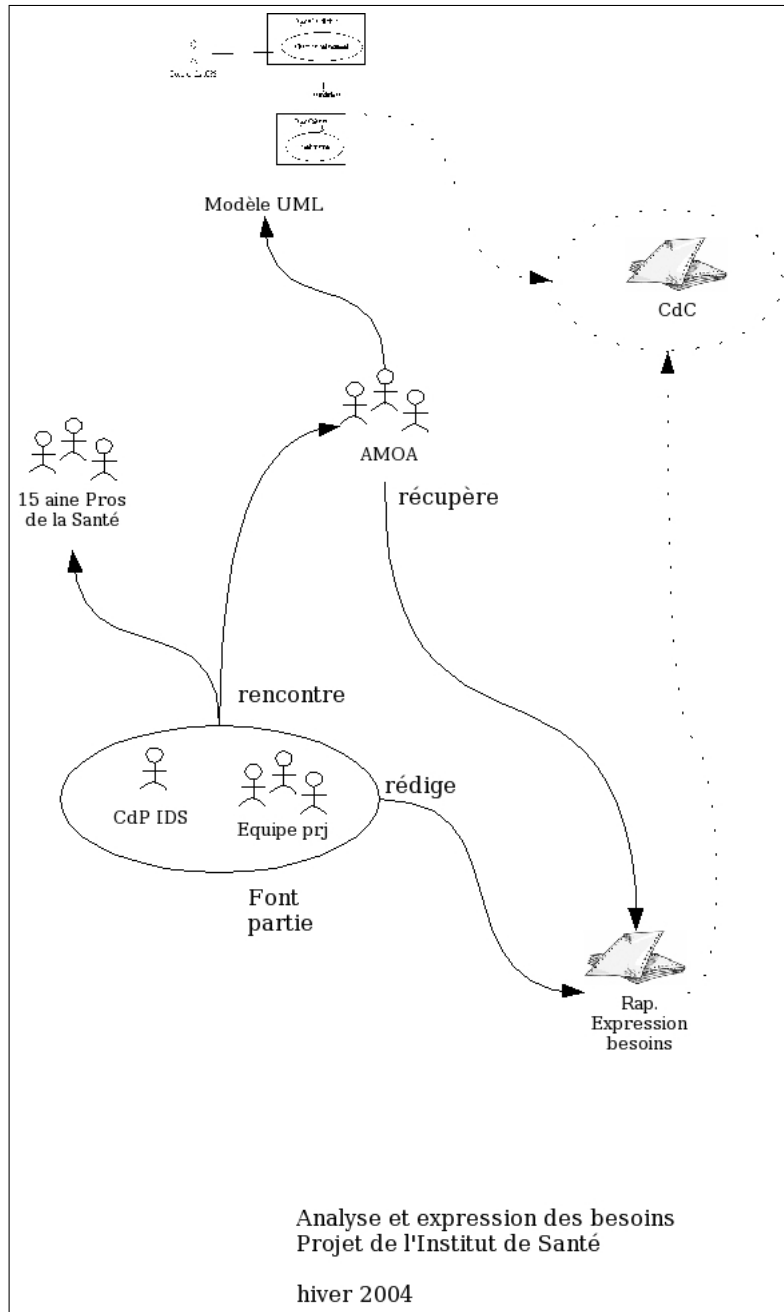 Modèle UML
CdC
AMOA
15 aine Pros
de la Santé
récupère
rencontre
rédige
CdP IDS
Equipe prj
Font
partie
Rap.
Expression
besoins
Analyse et expression des besoins
Projet de l'Institut de Santé
hiver 2004